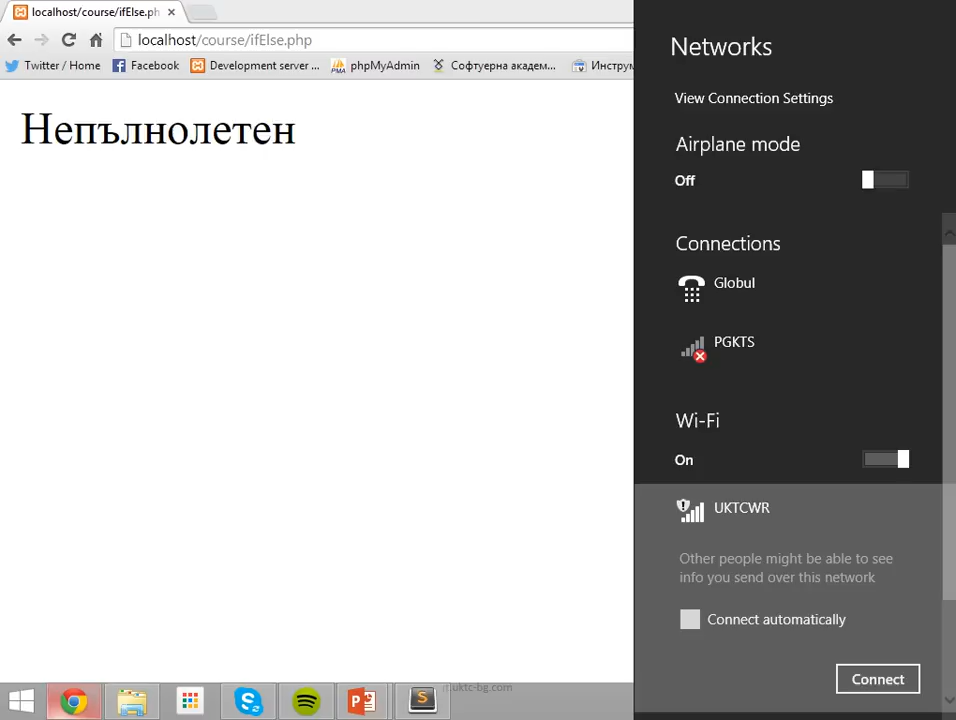 localhost/course/ifElse.ph
localhost/course/ifElse.php
Twitter / Home
Facebook
Development server ...
phpMyAdmin
Софтуерна академ...
Инструм
Непълнолетен
Networks
View Connection Settings
Airplane mode
Off
Connections
Globul
PGKTS
Wi-Fi
On
UKTCWR
Other people might be able to see
info you send over this network
Connect automatically
Connect
it.uktc-bg.com